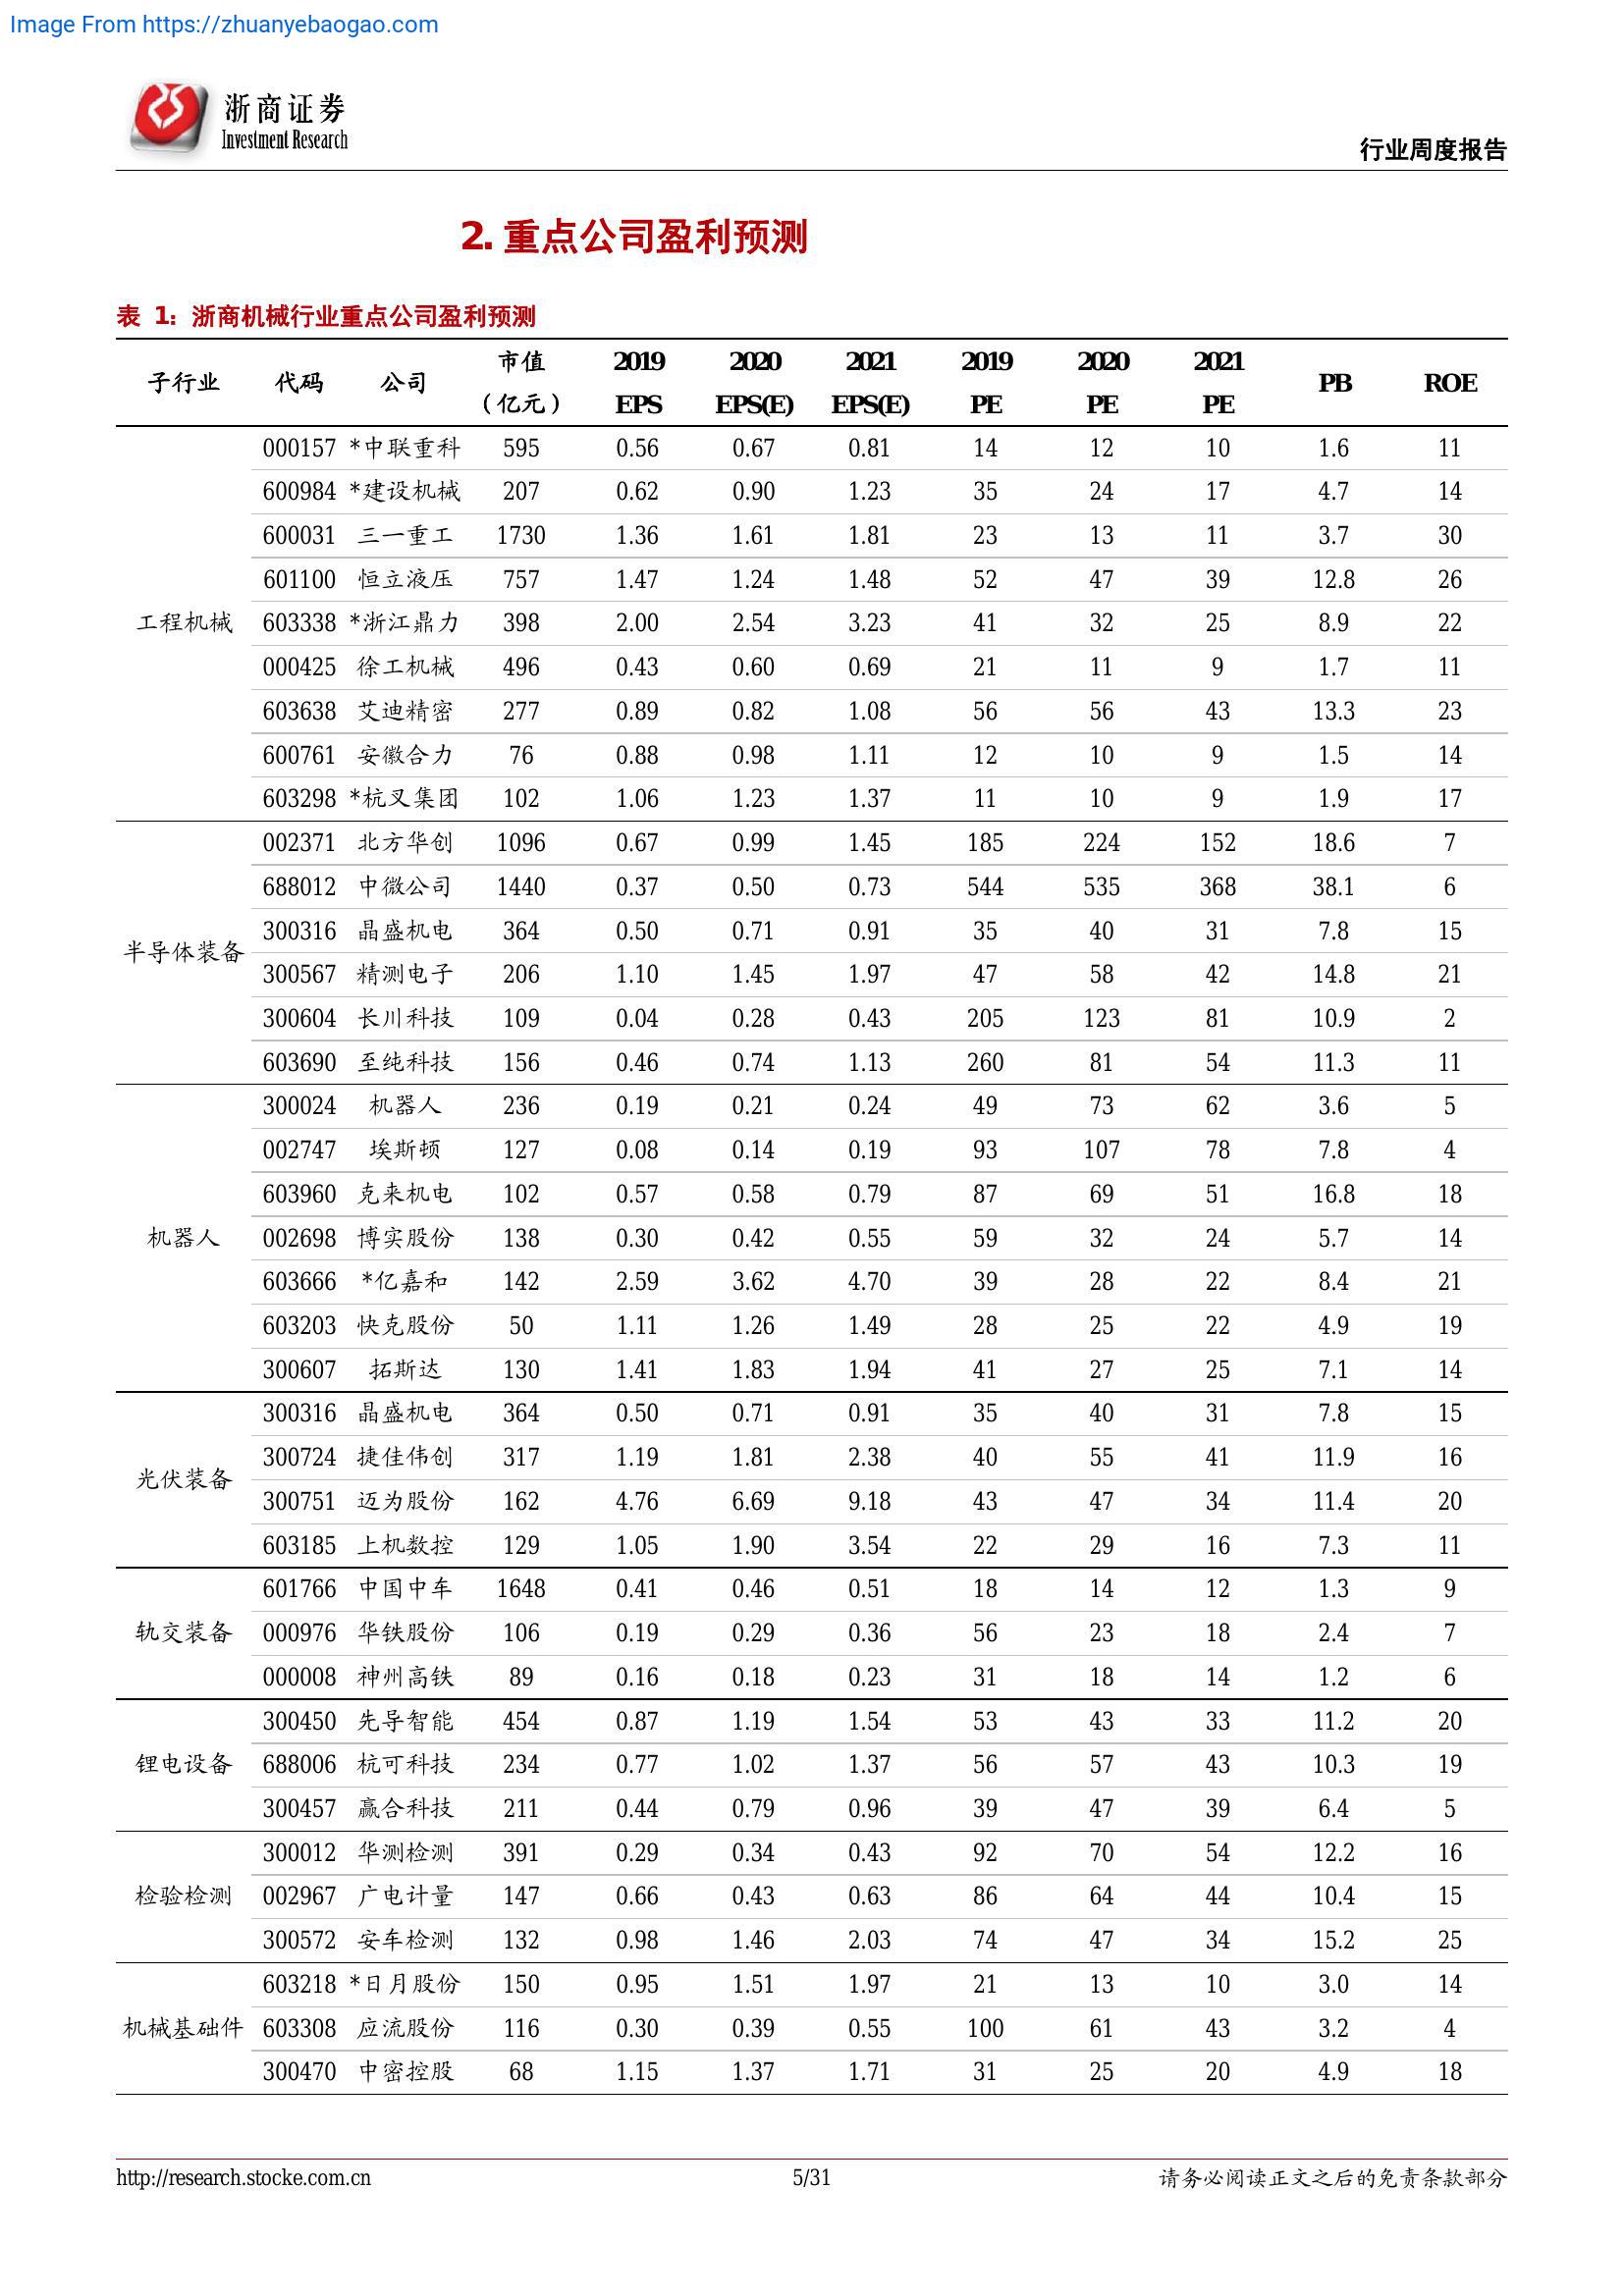 Image From https://zhuanyebaogao.com
浙商证券
Investment Research
行业周度报告
2. 重点公司盈利预测
表 1: 浙商机械行业重点公司盈利预测
子行业 代码 公司 市值（亿元） 2019 EPS 2020 EPS(E) 2021 EPS(E) 2019 PE 2020 PE 2021 PE PB ROE
工程机械 000157 *中联重科 595 0.56 0.67 0.81 14 12 10 1.6 11
600984 *建设机械 207 0.62 0.90 1.23 35 24 17 4.7 14
600031 三一重工 1730 1.36 1.61 1.81 23 13 11 3.7 30
601100 恒立液压 757 1.47 1.24 1.48 52 47 39 12.8 26
603338 *浙江鼎力 398 2.00 2.54 3.23 41 32 25 8.9 22
000425 徐工机械 496 0.43 0.60 0.69 21 11 9 1.7 11
603638 艾迪精密 277 0.89 0.82 1.08 56 56 43 13.3 23
600761 安徽合力 76 0.88 0.98 1.11 12 10 9 1.5 14
603298 *杭叉集团 102 1.06 1.23 1.37 11 10 9 1.9 17
半导体装备 002371 北方华创 1096 0.67 0.99 1.45 185 224 152 18.6 7
688012 中微公司 1440 0.37 0.50 0.73 544 535 368 38.1 6
300316 晶盛机电 364 0.50 0.71 0.91 35 40 31 7.8 15
300567 精测电子 206 1.10 1.45 1.97 47 58 42 14.8 21
300604 长川科技 109 0.04 0.28 0.43 205 123 81 10.9 2
603690 至纯科技 156 0.46 0.74 1.13 260 81 54 11.3 11
机器人 300024 机器人 236 0.19 0.21 0.24 49 73 62 3.6 5
002747 埃斯顿 127 0.08 0.14 0.19 93 107 78 7.8 4
603960 克来机电 102 0.57 0.58 0.79 87 69 51 16.8 18
002698 博实股份 138 0.30 0.42 0.55 59 32 24 5.7 14
603666 *亿嘉和 142 2.59 3.62 4.70 39 28 22 8.4 21
603203 快克股份 50 1.11 1.26 1.49 28 25 22 4.9 19
300607 拓斯达 130 1.41 1.83 1.94 41 27 25 7.1 14
光伏装备 300316 晶盛机电 364 0.50 0.71 0.91 35 40 31 7.8 15
300724 捷佳伟创 317 1.19 1.81 2.38 40 55 41 11.9 16
300751 迈为股份 162 4.76 6.69 9.18 43 47 34 11.4 20
603185 上机数控 129 1.05 1.90 3.54 22 29 16 7.3 11
轨交装备 601766 中国中车 1648 0.41 0.46 0.51 18 14 12 1.3 9
000976 华铁股份 106 0.19 0.29 0.36 56 23 18 2.4 7
000008 神州高铁 89 0.16 0.18 0.23 31 18 14 1.2 6
锂电设备 300450 先导智能 454 0.87 1.19 1.54 53 43 33 11.2 20
688006 杭可科技 234 0.77 1.02 1.37 56 57 43 10.3 19
300457 赢合科技 211 0.44 0.79 0.96 39 47 39 6.4 5
检验检测 300012 华测检测 391 0.29 0.34 0.43 92 70 54 12.2 16
002967 广电计量 147 0.66 0.43 0.63 86 64 44 10.4 15
300572 安车检测 132 0.98 1.46 2.03 74 47 34 15.2 25
机械基础件 603218 *日月股份 150 0.95 1.51 1.97 21 13 10 3.0 14
603308 应流股份 116 0.30 0.39 0.55 100 61 43 3.2 4
300470 中密控股 68 1.15 1.37 1.71 31 25 20 4.9 18
http://research.stocke.com.cn 5/31 请务必阅读正文之后的免责条款部分